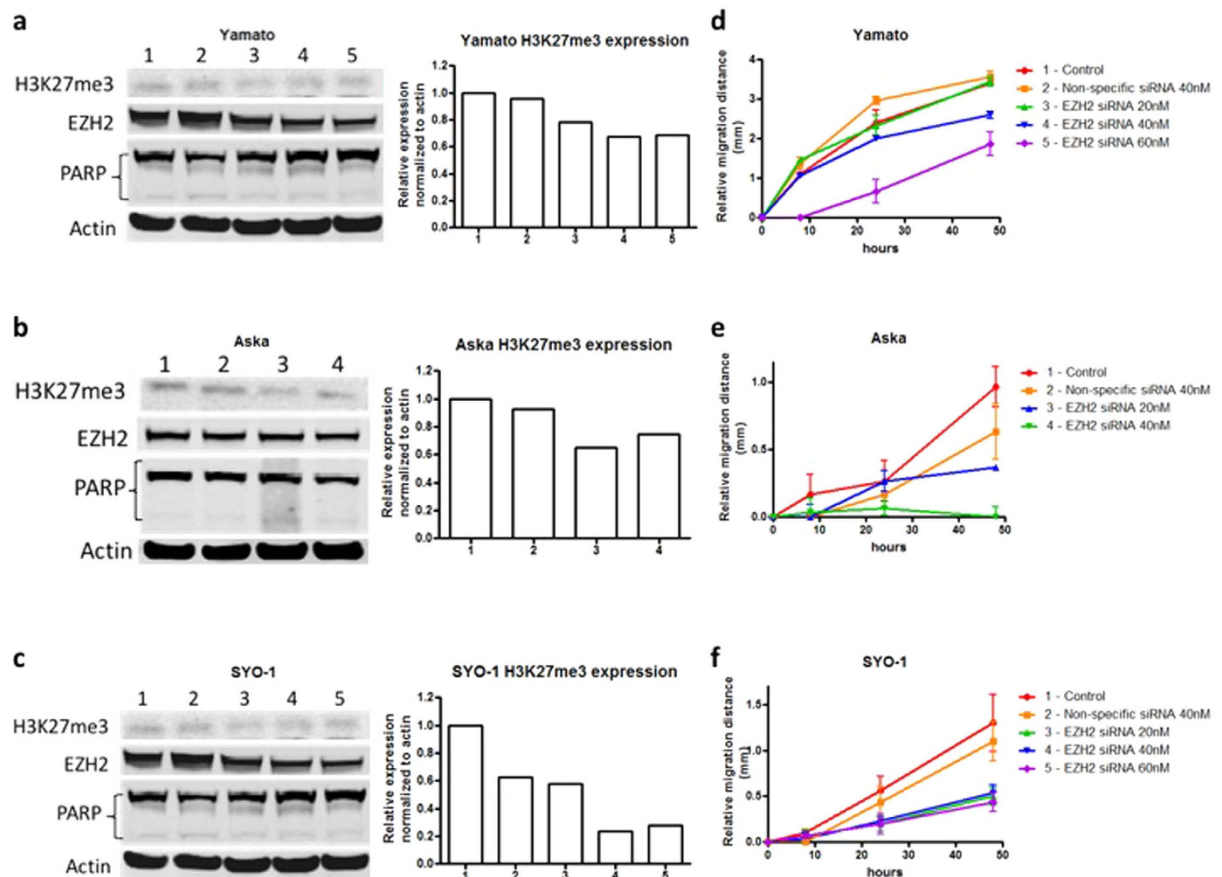 a
Yamato
1 2 3 4 5
H3K27me3
EZH2
PARP
Actin
Yamato H3K27me3 expression
Relative expression
normalized to actin
1.2
1.0
0.8
0.6
0.4
0.2
0.0
1 2 3 4 5
d
Yamato
Relative migration distance
(mm)
4
3
2
1
0
0 10 20 30 40 50
hours
1 - Control
2 - Non-specific siRNA 40nM
3 - EZH2 siRNA 20nM
4 - EZH2 siRNA 40nM
5 - EZH2 siRNA 60nM
b
Aska
1 2 3 4
H3K27me3
EZH2
PARP
Actin
Aska H3K27me3 expression
Relative expression
normalized to actin
1.2
1.0
0.8
0.6
0.4
0.2
0.0
1 2 3 4
e
Aska
Relative migration distance
(mm)
1.0
0.5
0.0
0 10 20 30 40 50
hours
1 - Control
2 - Non-specific siRNA 40nM
3 - EZH2 siRNA 20nM
4 - EZH2 siRNA 40nM
c
SYO-1
1 2 3 4 5
H3K27me3
EZH2
PARP
Actin
SYO-1 H3K27me3 expression
Relative expression
normalized to actin
1.2
1.0
0.8
0.6
0.4
0.2
0.0
1 2 3 4 5
f
SYO-1
Relative migration distance
(mm)
1.5
1.0
0.5
0.0
0 10 20 30 40 50
hours
1 - Control
2 - Non-specific siRNA 40nM
3 - EZH2 siRNA 20nM
4 - EZH2 siRNA 40nM
5 - EZH2 siRNA 60nM